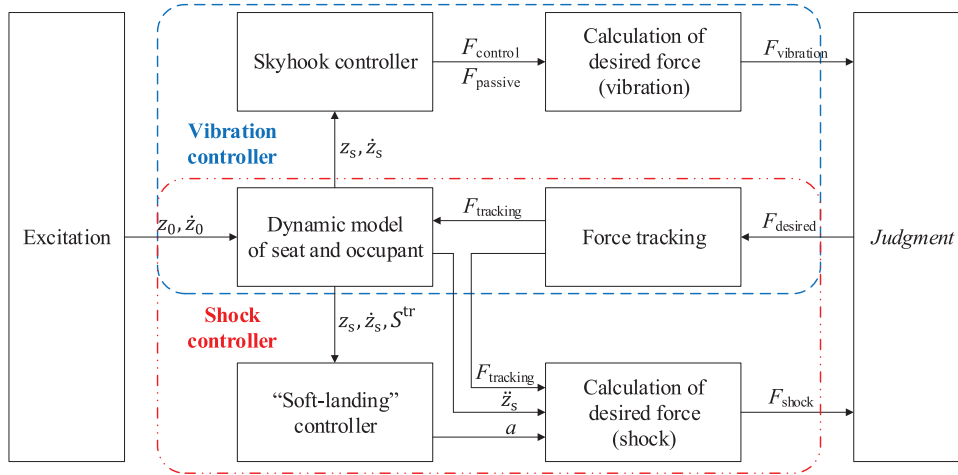 Skyhook controller
F_control
F_passive
Calculation of
desired force
(vibration)
F_vibration
Vibration
controller
z_s, ż_s
Excitation
z_0, ż_0
Dynamic model
of seat and occupant
F_tracking
Force tracking
F_desired
Judgment
Shock
controller
z_s, ż_s, S^tr
"Soft-landing"
controller
F_tracking
z̈_s
a
Calculation of
desired force
(shock)
F_shock